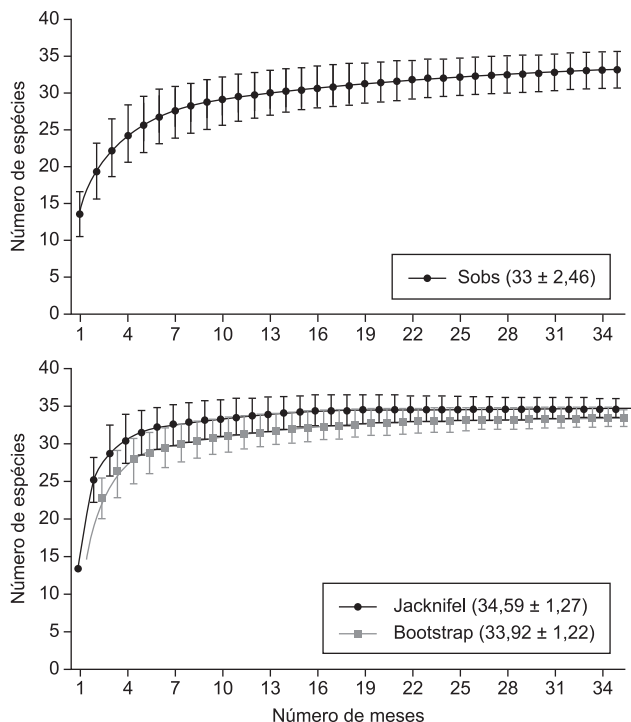 40
35
30
25
20
15
10
5
0
Número de espécies
Sobs (33 ± 2,46)
1 4 7 10 13 16 19 22 25 28 31 34
40
35
30
25
20
15
10
5
0
Número de espécies
Jacknifel (34,59 ± 1,27)
Bootstrap (33,92 ± 1,22)
1 4 7 10 13 16 19 22 25 28 31 34
Número de meses